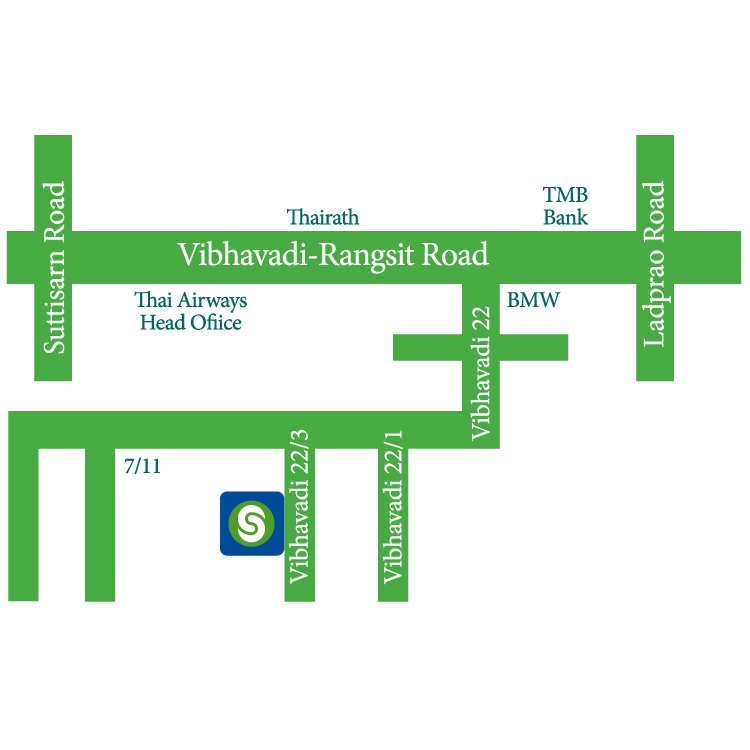 TMB
Bank
Thairath
Suttisarn Road
Vibhavadi-Rangsit Road
Ladprao Road
Thai Airways
Head Ofiice
BMW
Vibhavadi 22
7/11
Vibhavadi 22/3
Vibhavadi 22/1